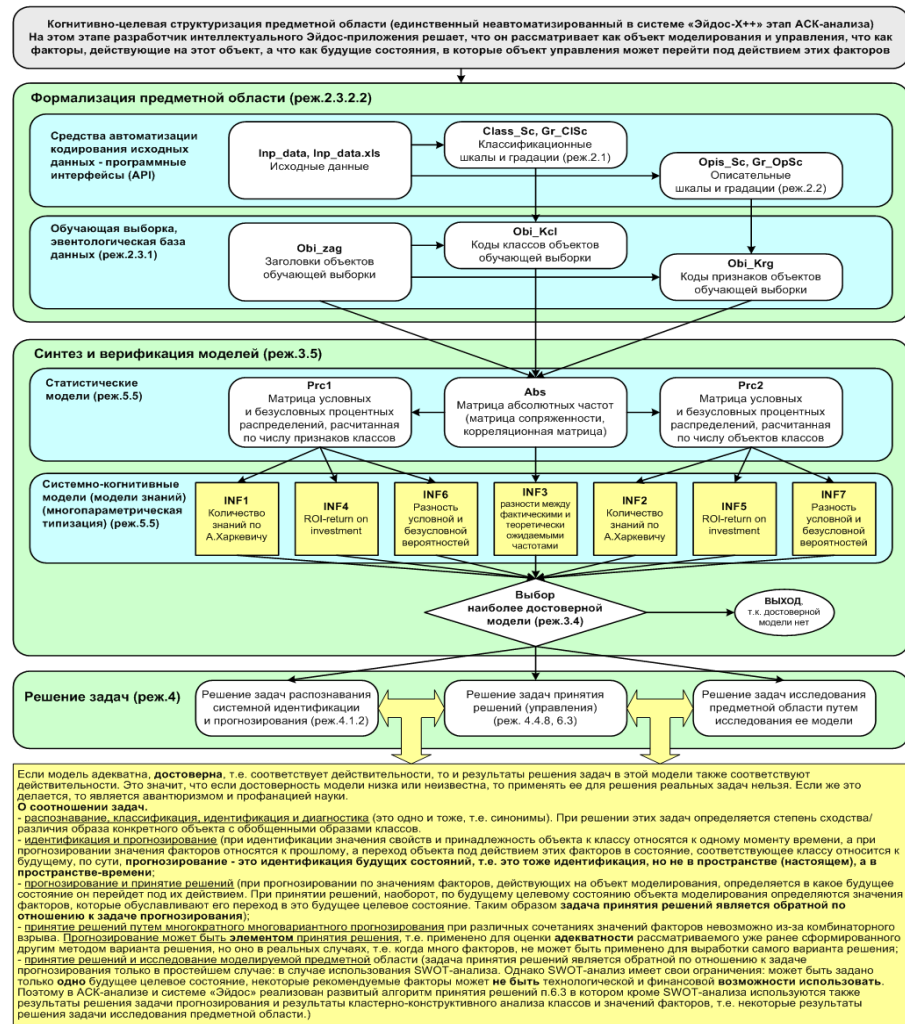 Когнитивно-целевая структуризация предметной области (единственный неавтоматизированный в системе «Эйдос-Х++» этап АСК-анализа)
На этом этапе разработчик интеллектуального Эйдос-приложения решает, что он рассматривает как объект моделирования и управления, что как
факторы, действующие на этот объект, а что как будущие состояния, в которые объект управления может перейти под действием этих факторов
Формализация предметной области (реж.2.3.2.2)
Средства автоматизации
кодирования исходных
данных - программные
интерфейсы (API)
Inp_data, Inp_data.xls
Исходные данные
Class_Sc, Gr_ClSc
Классификационные
шкалы и градации (реж.2.1)
Opis_Sc, Gr_OpSc
Описательные
шкалы и градации (реж.2.2)
Обучающая выборка,
эвентологическая база
данных (реж.2.3.1)
Obi_zag
Заголовки объектов
обучающей выборки
Obi_Kcl
Коды классов объектов
обучающей выборки
Obi_Krg
Коды признаков объектов
обучающей выборки
Синтез и верификация моделей (реж.3.5)
Статистические
модели (реж.5.5)
Prc1
Матрица условных
и безусловных процентных
распределений, расчитанная
по числу признаков классов
Abs
Матрица абсолютных частот
(матрица сопряженности,
корреляционная матрица)
Prc2
Матрица условных
и безусловных процентных
распределений, расчитанная
по числу объектов классов
Системно-когнитивные
модели (модели знаний)
(многопараметрическая
типизация) (реж.5.5)
INF1
Количество
знаний по
А.Харкевичу
INF4
ROI-return on
investment
INF6
Разность
условной и
безусловной
вероятностей
INF3
разности между
фактическими и
теоретически
ожидаемыми
частотами
INF2
Количество
знаний по
А.Харкевичу
INF5
ROI-return on
investment
INF7
Разность
условной и
безусловной
вероятностей
Выбор
наиболее достоверной
модели (реж.3.4)
ВЫХОД,
т.к. достоверной
модели нет
Решение задач (реж.4)
Решение задач распознавания
системной идентификации
и прогнозирования (реж.4.1.2)
Решение задач принятия
решений (управления)
(реж. 4.4.8, 6.3)
Решение задач исследования
предметной области путем
исследования ее модели
Если модель адекватна, достоверна, т.е. соответствует действительности, то и результаты решения задач в этой модели также соответствуют
действительности. Это значит, что если достоверность модели низка или неизвестна, то применять ее для решения реальных задач нельзя. Если же это
делается, то является авантюризмом и профанацией науки.
О соотношении задач.
- распознавание, классификация, идентификация и диагностика (это одно и тоже, т.е. синонимы). При решении этих задач определяется степень сходства/
различия образа конкретного объекта с обобщенными образами классов.
- идентификация и прогнозирование (при идентификации значения свойств и принадлежность объекта к классу относятся к одному моменту времени, а при
прогнозировании значения факторов относятся к прошлому, а переход объекта под действием этих факторов в состояние, соответствующее классу относится к
будущему, по сути, прогнозирование - это идентификация будущих состояний, т.е. это тоже идентификация, но не в пространстве (настоящем), а в
пространстве-времени;
- прогнозирование и принятие решений (при прогнозировании по значениям факторов, действующих на объект моделирования, определяется в какое будущее
состояние он перейдет под их действием. При принятии решений, наоборот, по будущему целевому состоянию объекта моделирования определяются значения
факторов, которые обуславливают его переход в это будущее целевое состояние. Таким образом задача принятия решений является обратной по
отношению к задаче прогнозирования);
- принятие решений путем многократного многовариантного прогнозирования при различных сочетаниях значений факторов невозможно из-за комбинаторного
взрыва. Прогнозирование может быть элементом принятия решения, т.е. применено для оценки адекватности рассматриваемого уже ранее сформированного
другим методом варианта решения, но оно в реальных случаях, т.е. когда много факторов, не может быть применено для выработки самого варианта решения;
- принятие решений и исследование моделируемой предметной области (задача принятия решения является обратной по отношению к задаче
прогнозирования только в простейшем случае: в случае использования SWOT-анализа. Однако SWOT-анализ имеет свои ограничения: может быть задано
только одно будущее целевое состояние, некоторые рекомендуемые факторы может не быть технологической и финансовой возможности использовать.
Поэтому в АСК-анализе и системе «Эйдос» реализован развитый алгоритм принятия решений п.6.3 в котором кроме SWOT-анализа используются также
результаты решения задачи прогнозирования и результаты кластерно-конструктивного анализа классов и значений факторов, т.е. некоторые результаты
решения задачи исследования предметной области.)